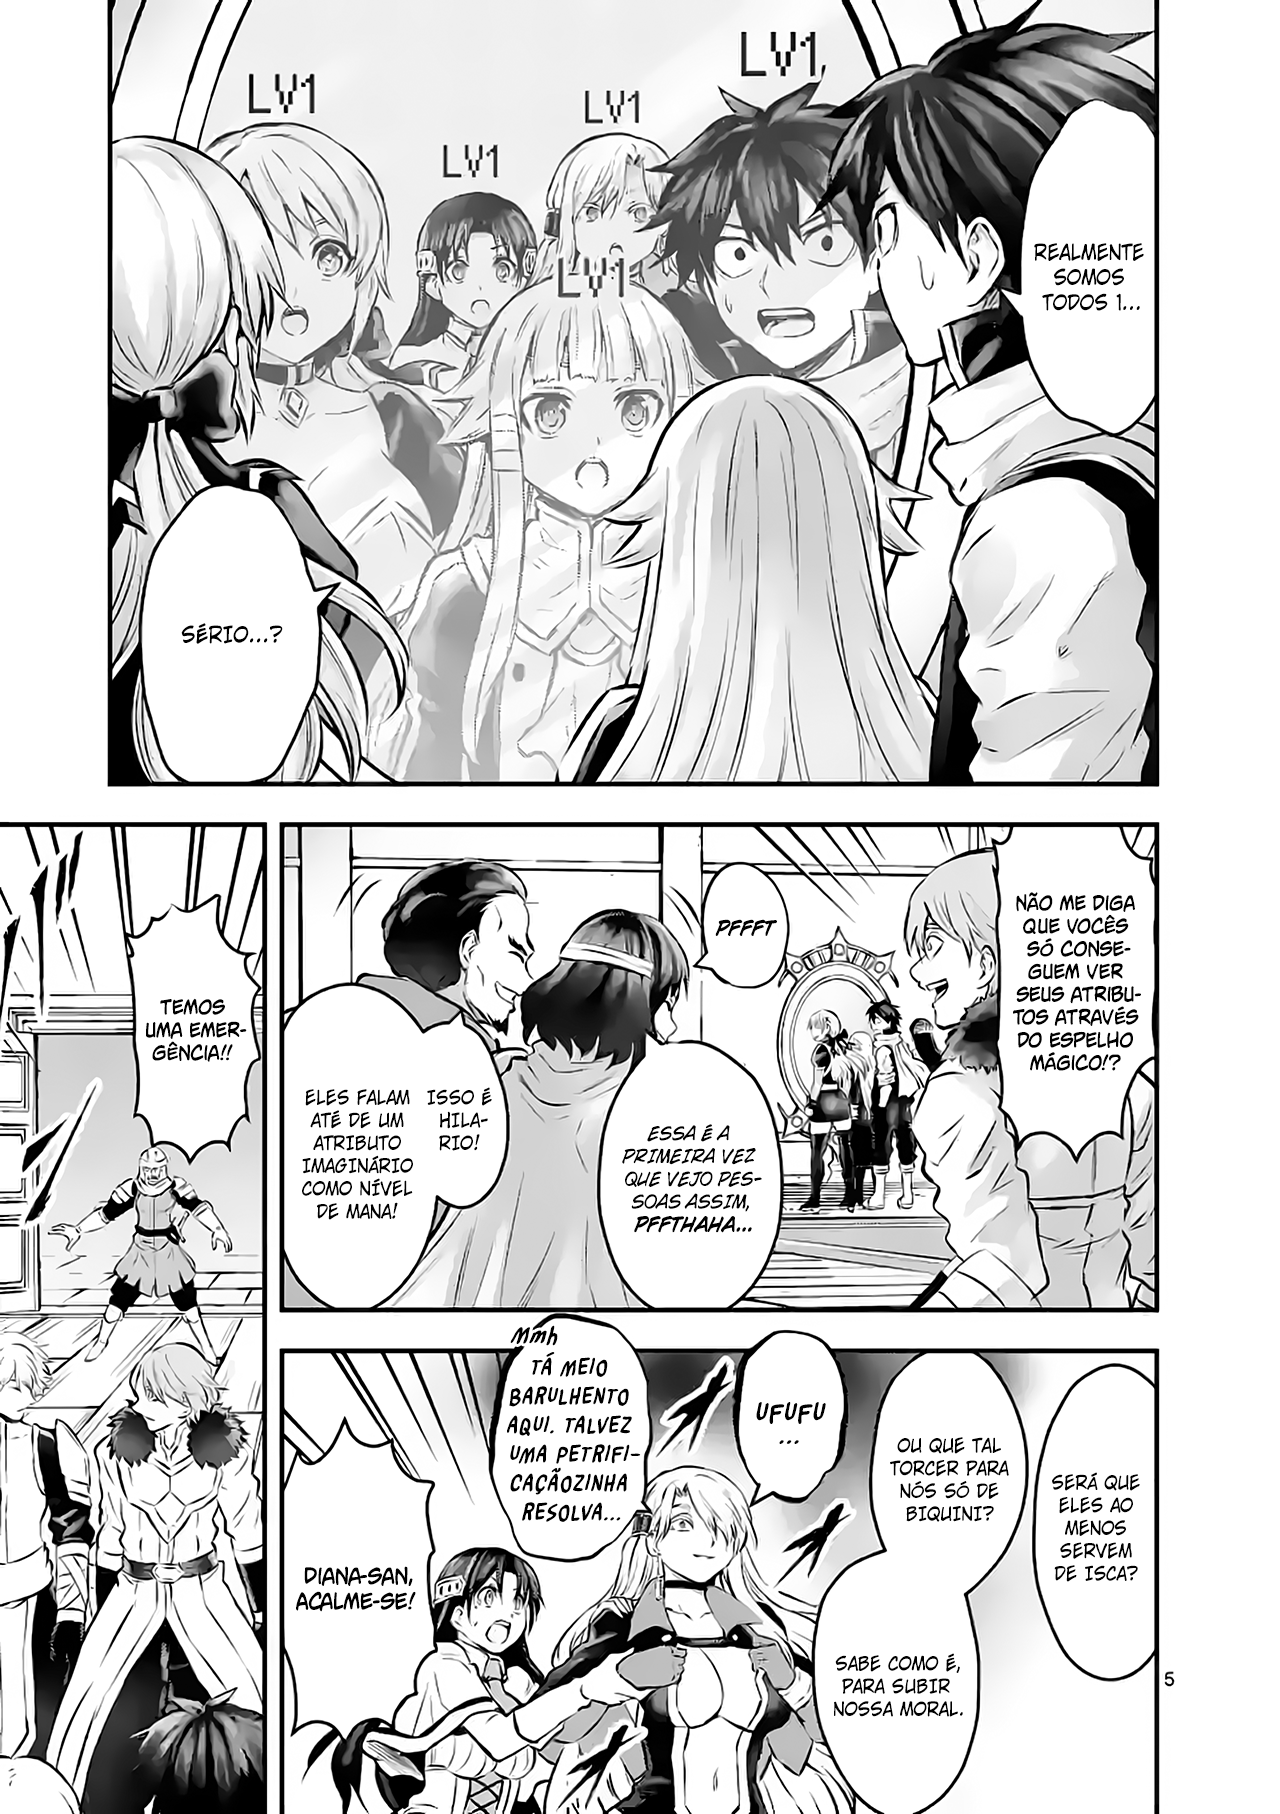 LV1
LV1
LV1
LV1,
LV1
REALMENTE
SOMOS
TODOS 1...
SÉRIO...?
NÃO ME DIGA
QUE VOCÊS
SÓ CONSE-
GUEM VER
SEUS ATRIBU-
TOS ATRAVÉS
DO ESPELHO
MÁGICO!?
PFFFT
ESSA É A
PRIMEIRA VEZ
QUE VEJO PES-
SOAS ASSIM,
PFFTHAHA...
ISSO É
HILÁ-
RIO!
ELES FALAM
ATÉ DE UM
ATRIBUTO
IMAGINÁRIO
COMO NÍVEL
DE MANA!
SERÁ QUE
ELES AO
MENOS
SERVEM
DE ISCA?
OU QUE TAL
TORCER PARA
NÓS SÓ DE
BIQUINI?
SABE COMO É,
PARA SUBIR
NOSSA MORAL.
UFUFU
...
Mmh
TÁ MEIO
BARULHENTO
AQUI. TALVEZ
UMA PETRIFI-
CAÇÃOZINHA
RESOLVA...
DIANA-SAN,
ACALME-SE!
TEMOS
UMA EMER-
GÊNCIA!!
5